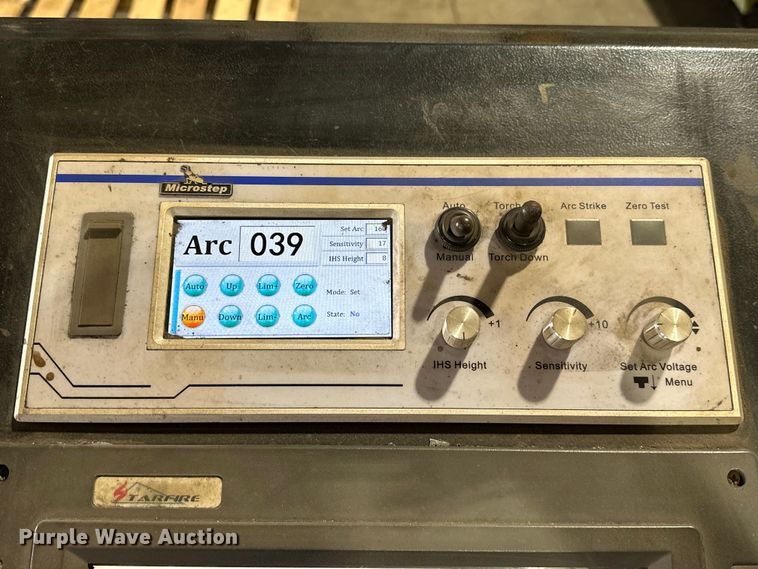 Microstep
Arc 039
Set Arc 160
Sensitivity 17
IHS Height 8
Auto Up Lim+ Zero
Mode: Set
Manu Down Lim- Arc
State: No
Auto
Manual
Torch
Torch Down
Arc Strike
Zero Test
+1
IHS Height
+10
Sensitivity
Set Arc Voltage
Menu
STARFIRE
Purple Wave Auction